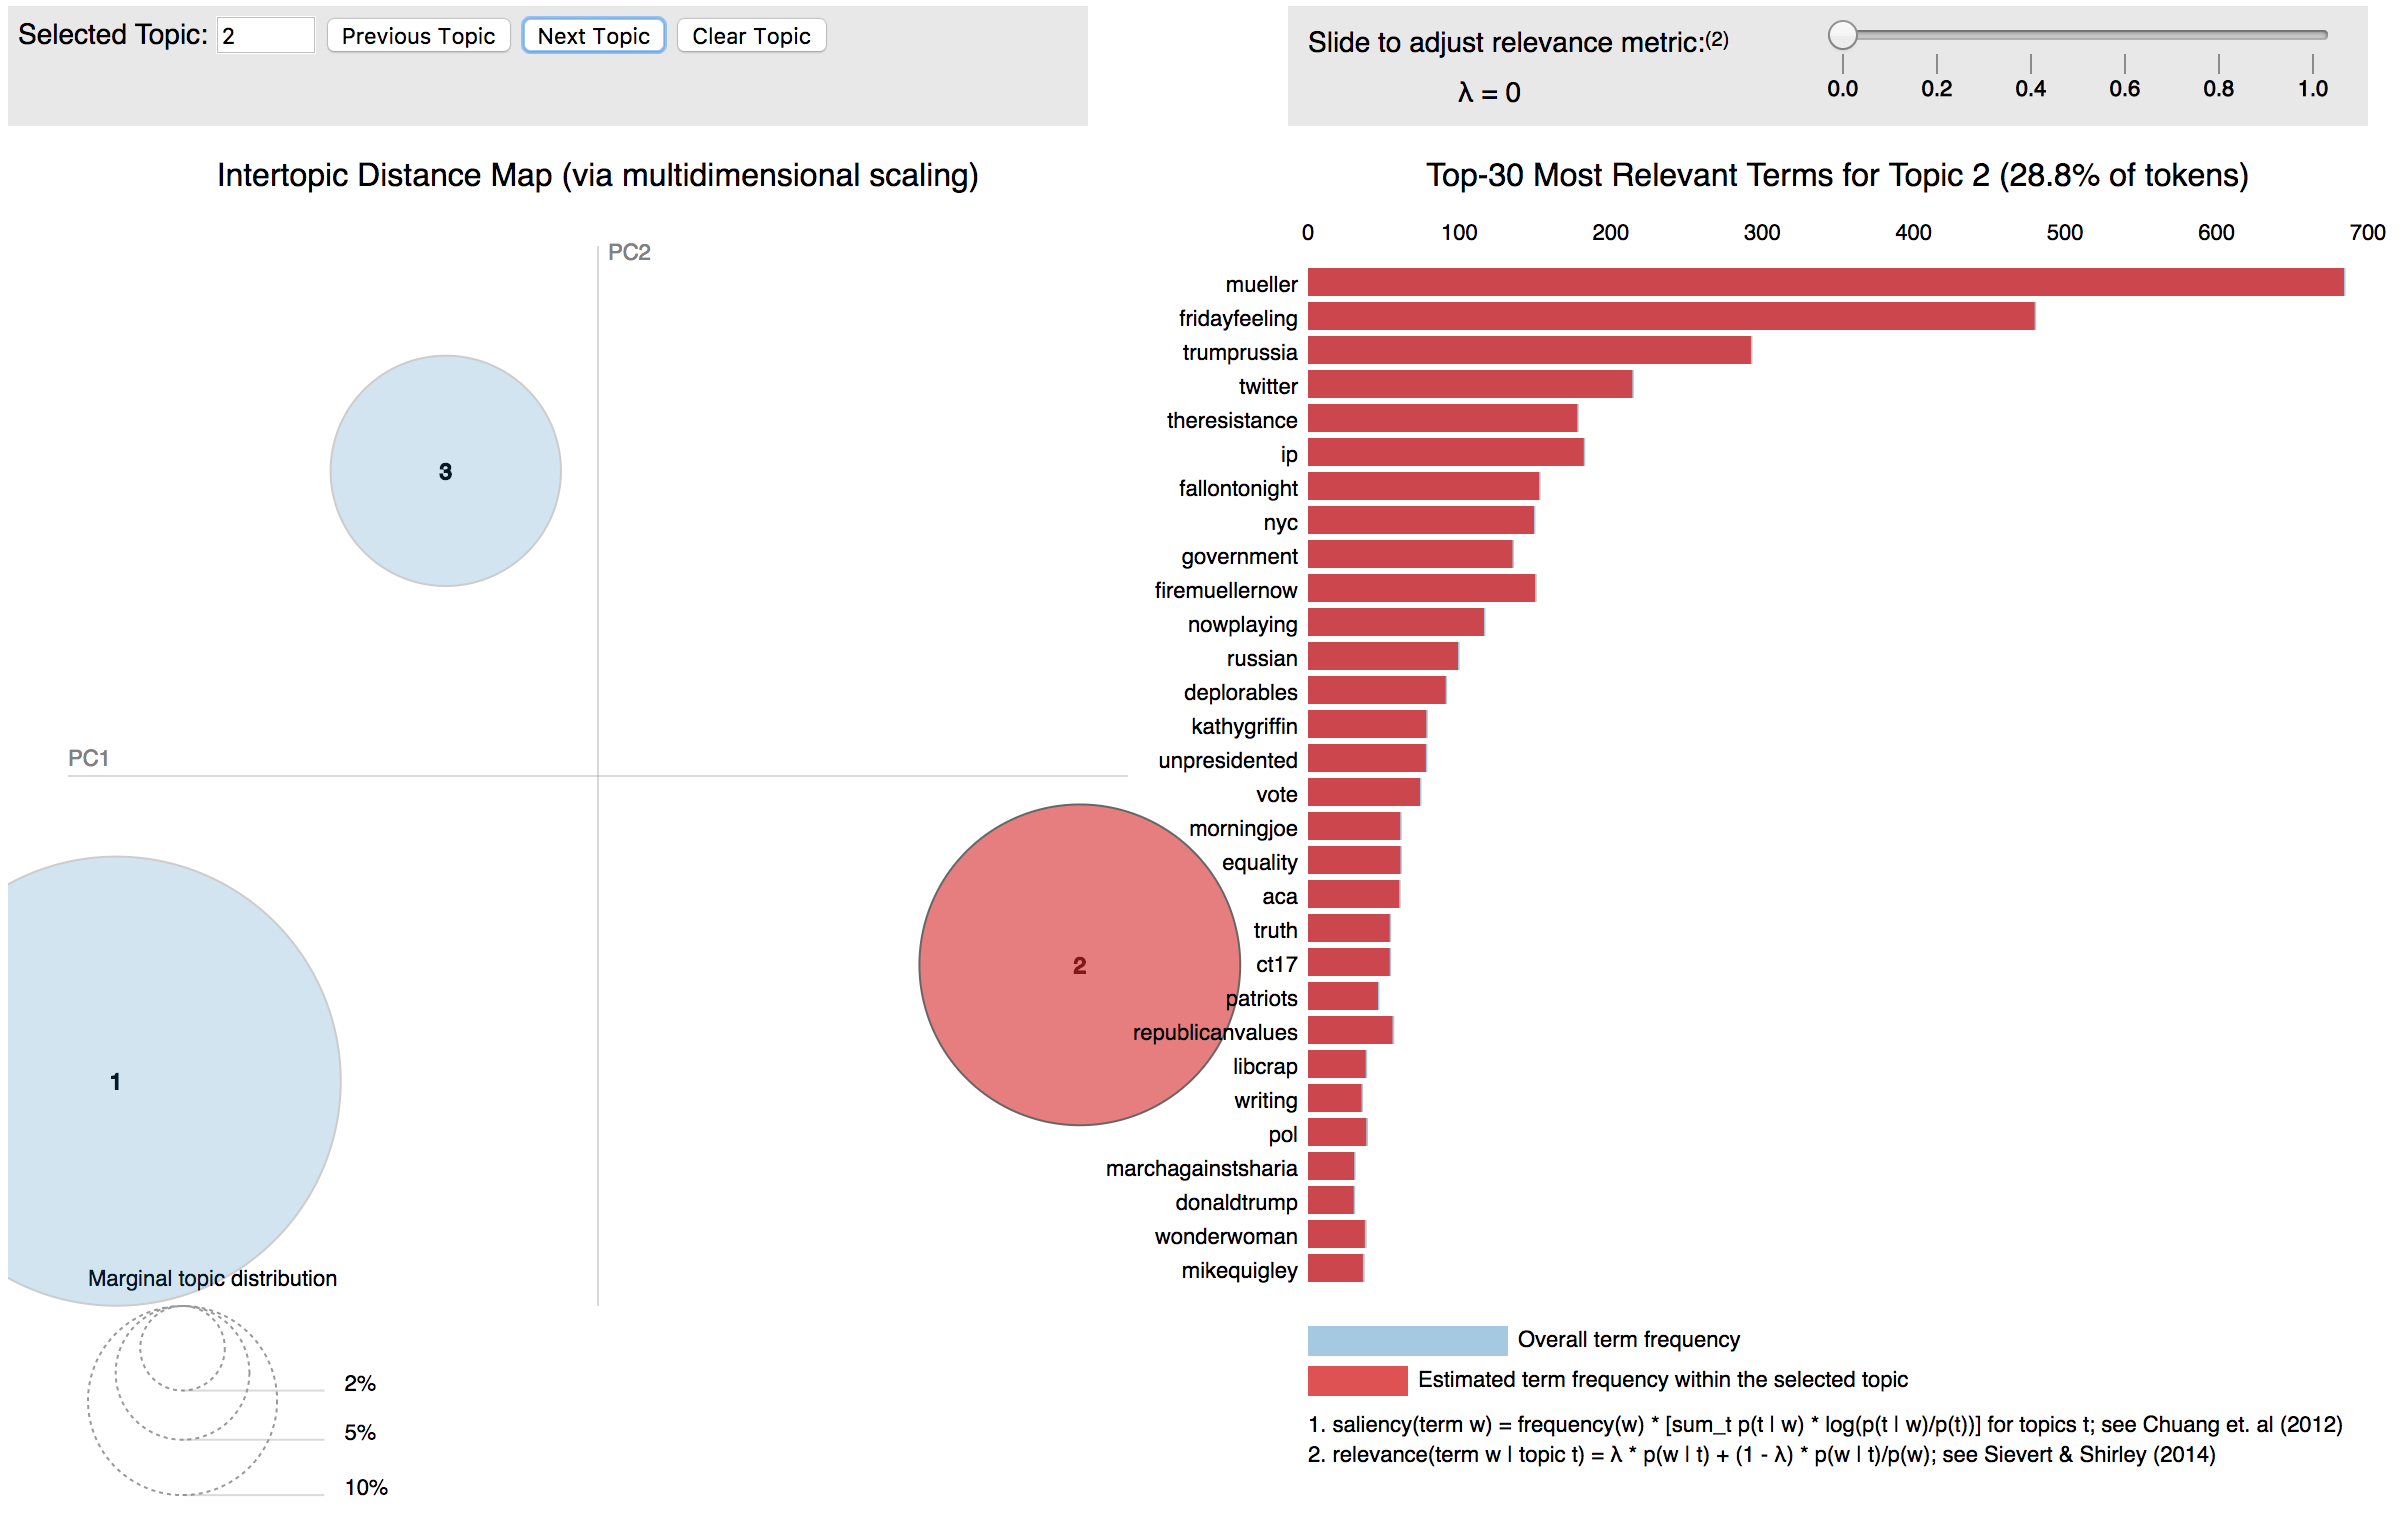 Selected Topic: 2 Previous Topic Next Topic Clear Topic
Slide to adjust relevance metric:(2)
λ = 0
0.0 0.2 0.4 0.6 0.8 1.0
Intertopic Distance Map (via multidimensional scaling)
PC2
PC1
3
1
2
Marginal topic distribution
2%
5%
10%
Top-30 Most Relevant Terms for Topic 2 (28.8% of tokens)
0 100 200 300 400 500 600 700
mueller
fridayfeeling
trumprussia
twitter
theresistance
ip
fallontonight
nyc
government
firemuellernow
nowplaying
russian
deplorables
kathygriffin
unpresidented
vote
morningjoe
equality
aca
truth
ct17
patriots
republicanvalues
libcrap
writing
pol
marchagainstsharia
donaldtrump
wonderwoman
mikequigley
Overall term frequency
Estimated term frequency within the selected topic
1. saliency(term w) = frequency(w) * [sum_t p(t | w) * log(p(t | w)/p(t))] for topics t; see Chuang et. al (2012)
2. relevance(term w | topic t) = λ * p(w | t) + (1 - λ) * p(w | t)/p(w); see Sievert & Shirley (2014)